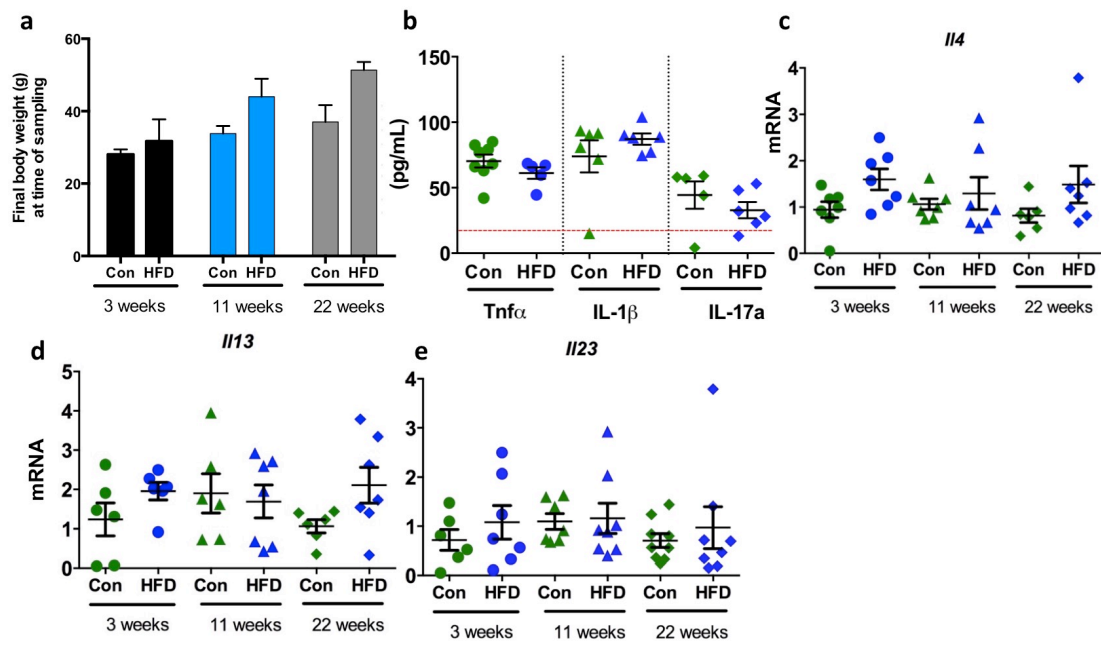 a
Final body weight (g)
at time of sampling
60
40
20
0
Con HFD Con HFD Con HFD
3 weeks 11 weeks 22 weeks
b
(pg/mL)
150
100
50
0
Con HFD Con HFD Con HFD
Tnfα IL-1β IL-17a
c
Il4
mRNA
4
3
2
1
0
Con HFD Con HFD Con HFD
3 weeks 11 weeks 22 weeks
d
Il13
mRNA
5
4
3
2
1
0
Con HFD Con HFD Con HFD
3 weeks 11 weeks 22 weeks
e
Il23
4
3
2
1
0
Con HFD Con HFD Con HFD
3 weeks 11 weeks 22 weeks